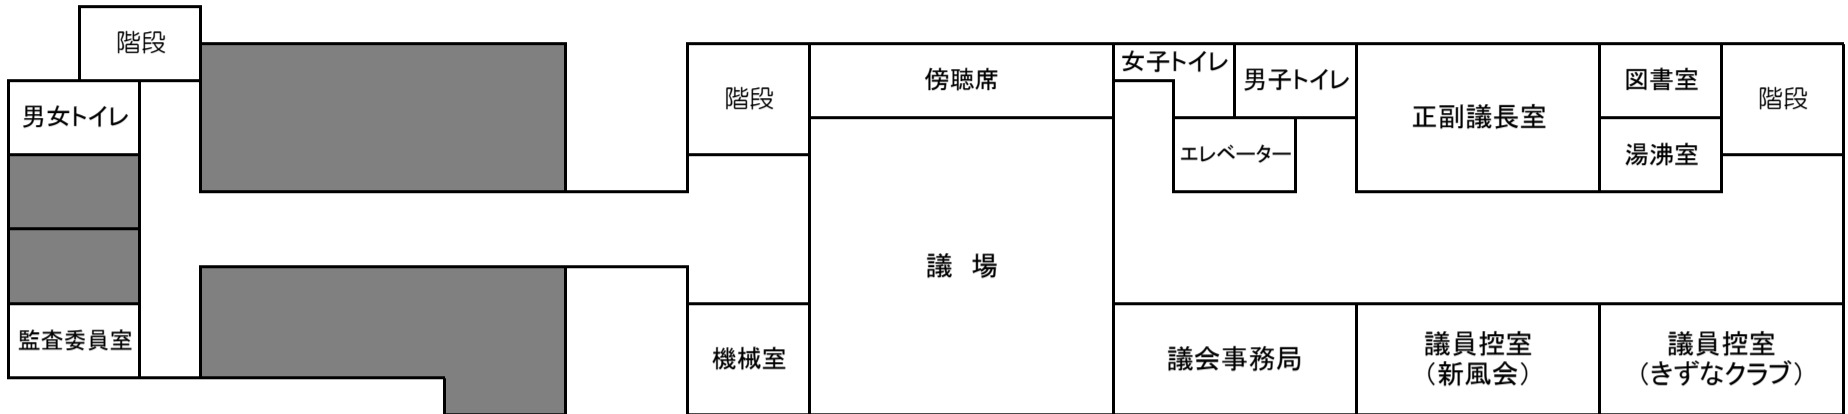 階段
男女トイレ
監査委員室
階段
機械室
傍聴席
議 場
女子トイレ
男子トイレ
エレベーター
正副議長室
図書室
湯沸室
階段
議会事務局
議員控室
（新風会）
議員控室
（きずなクラブ）